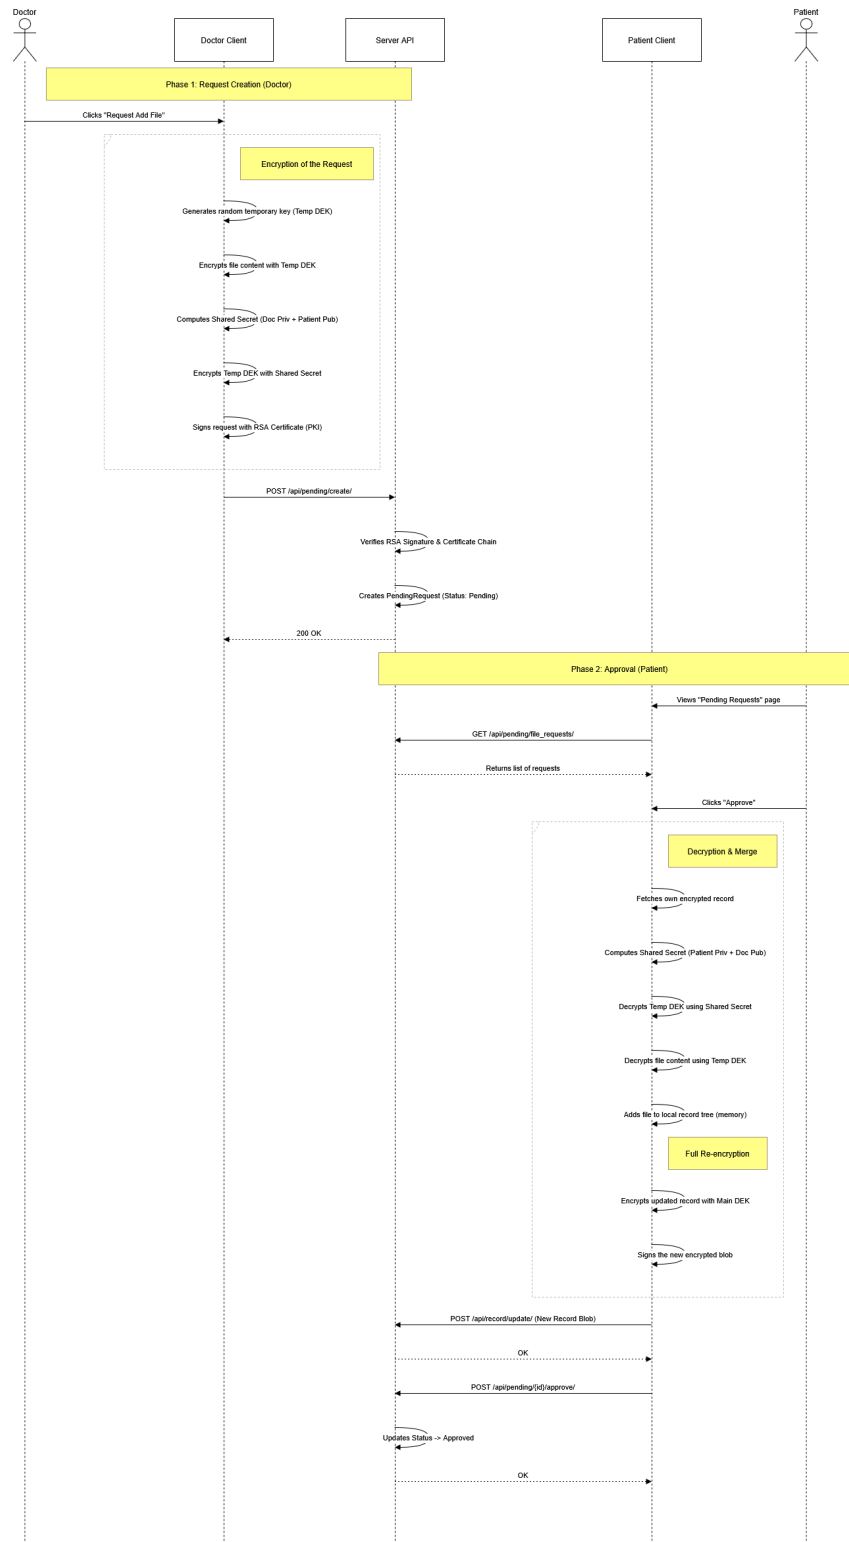 Doctor
Patient
Doctor Client
Server API
Patient Client
Phase 1: Request Creation (Doctor)
Clicks "Request Add File"
Encryption of the Request
Generates random temporary key (Temp DEK)
Encrypts file content with Temp DEK
Computes Shared Secret (Doc Priv + Patient Pub)
Encrypts Temp DEK with Shared Secret
Signs request with RSA Certificate (PKI)
POST /api/pending/create/
Verifies RSA Signature & Certificate Chain
Creates PendingRequest (Status: Pending)
200 OK
Phase 2: Approval (Patient)
Views "Pending Requests" page
GET /api/pending/file_requests/
Returns list of requests
Clicks "Approve"
Decryption & Merge
Fetches own encrypted record
Computes Shared Secret (Patient Priv + Doc Pub)
Decrypts Temp DEK using Shared Secret
Decrypts file content using Temp DEK
Adds file to local record tree (memory)
Full Re-encryption
Encrypts updated record with Main DEK
Signs the new encrypted blob
POST /api/record/update/ (New Record Blob)
OK
POST /api/pending/{id}/approve/
Updates Status -> Approved
OK